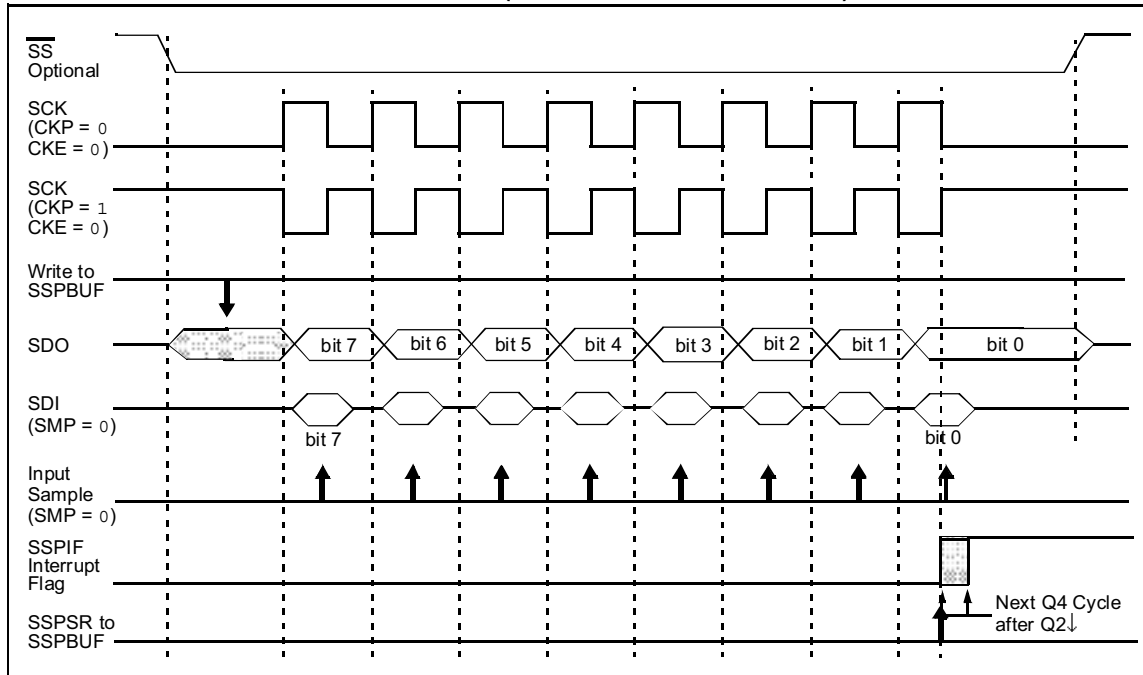 SS
Optional
SCK
(CKP = 0
CKE = 0)
SCK
(CKP = 1
CKE = 0)
Write to
SSPBUF
SDO
bit 7
bit 6
bit 5
bit 4
bit 3
bit 2
bit 1
bit 0
SDI
(SMP = 0)
bit 7
bit 0
Input
Sample
(SMP = 0)
SSPIF
Interrupt
Flag
Next Q4 Cycle
after Q2↓
SSPSR to
SSPBUF